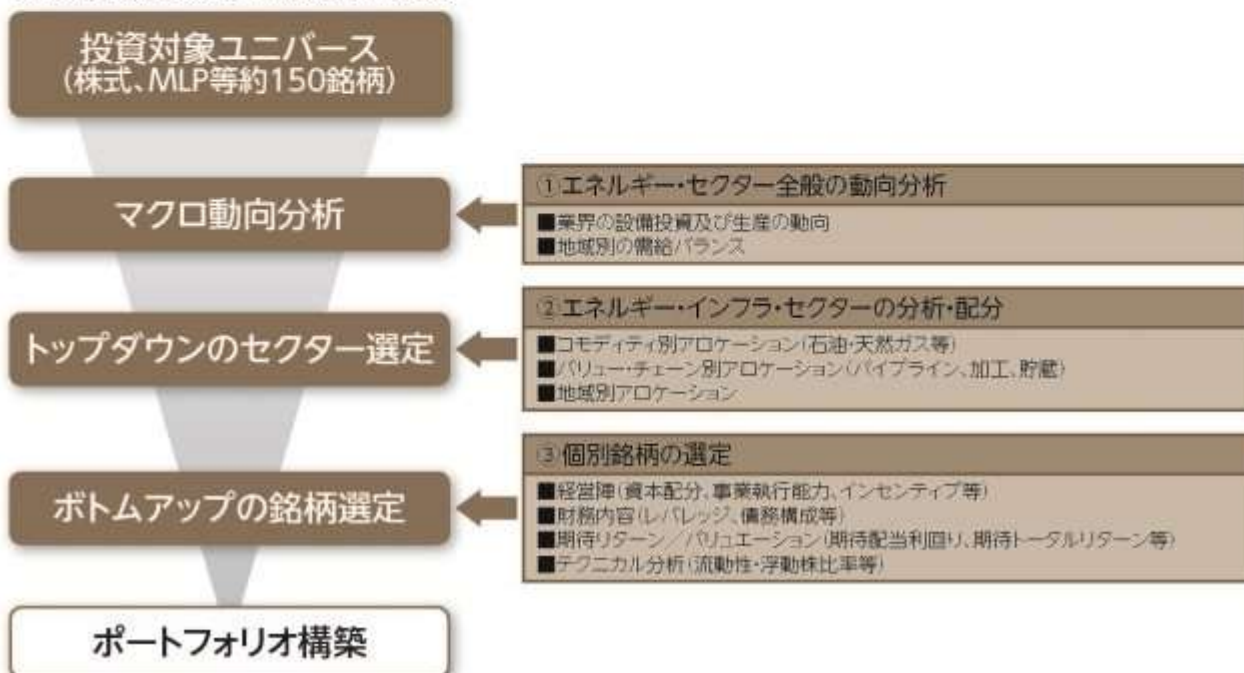 投資対象ユニバース
(株式、MLP等約150銘柄)
マクロ動向分析
①エネルギー・セクター全般の動向分析
■業界の設備投資及び生産の動向
■地域別の需給バランス
トップダウンのセクター選定
②エネルギー・インフラ・セクターの分析・配分
■コモディティ別アロケーション(石油・天然ガス等)
■バリュー・チェーン別アロケーション(パイプライン、加工、貯蔵)
■地域別アロケーション
ボトムアップの銘柄選定
③個別銘柄の選定
■経営陣(資本配分、事業執行能力、インセンティブ等)
■財務内容(レバレッジ、債務構成等)
■期待リターン／バリュエーション(期待配当利回り、期待トータルリターン等)
■テクニカル分析(流動性・浮動株比率等)
ポートフォリオ構築